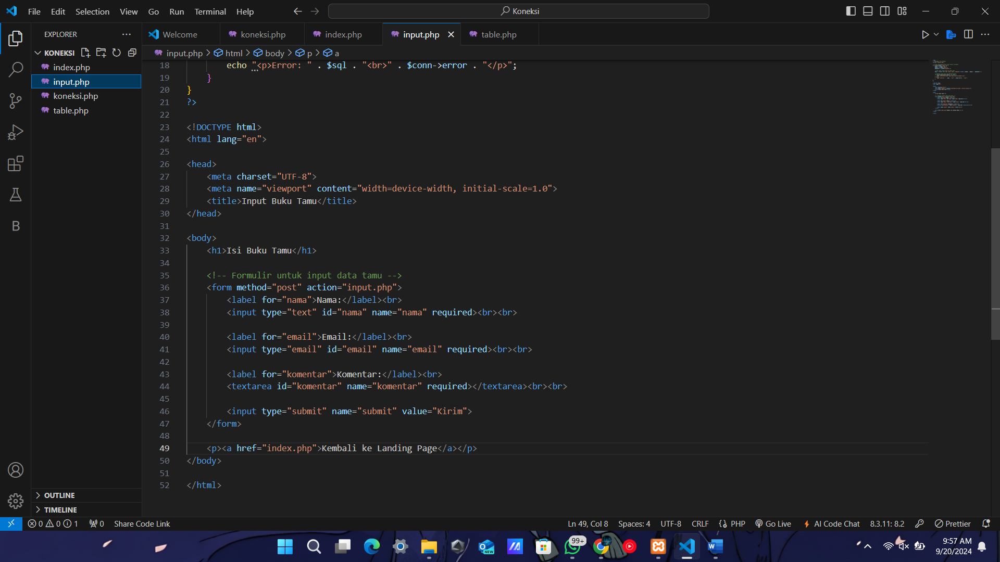 File Edit Selection View Go Run Terminal Help
Koneksi
EXPLORER
KONEKSI
index.php
input.php
koneksi.php
table.php
OUTLINE
TIMELINE
Welcome koneksi.php index.php input.php table.php
input.php > html > body > p > a
18 echo "<p>Error: " . $sql . "<br>" . $conn->error . "</p>";
19 }
20 }
21 ?>
22
23 <!DOCTYPE html>
24 <html lang="en">
25
26 <head>
27 <meta charset="UTF-8">
28 <meta name="viewport" content="width=device-width, initial-scale=1.0">
29 <title>Input Buku Tamu</title>
30 </head>
31
32 <body>
33 <h1>Isi Buku Tamu</h1>
34
35 <!-- Formulir untuk input data tamu -->
36 <form method="post" action="input.php">
37 <label for="nama">Nama:</label><br>
38 <input type="text" id="nama" name="nama" required><br><br>
39
40 <label for="email">Email:</label><br>
41 <input type="email" id="email" name="email" required><br><br>
42
43 <label for="komentar">Komentar:</label><br>
44 <textarea id="komentar" name="komentar" required></textarea><br><br>
45
46 <input type="submit" name="submit" value="Kirim">
47 </form>
48
49 <p><a href="index.php">Kembali ke Landing Page</a></p>
50 </body>
51
52 </html>
0 0 1 0 Share Code Link
Ln 49, Col 8 Spaces: 4 UTF-8 CRLF PHP Go Live AI Code Chat 8.3.11: 8.2 Prettier
NEW
99+
9:57 AM
9/20/2024